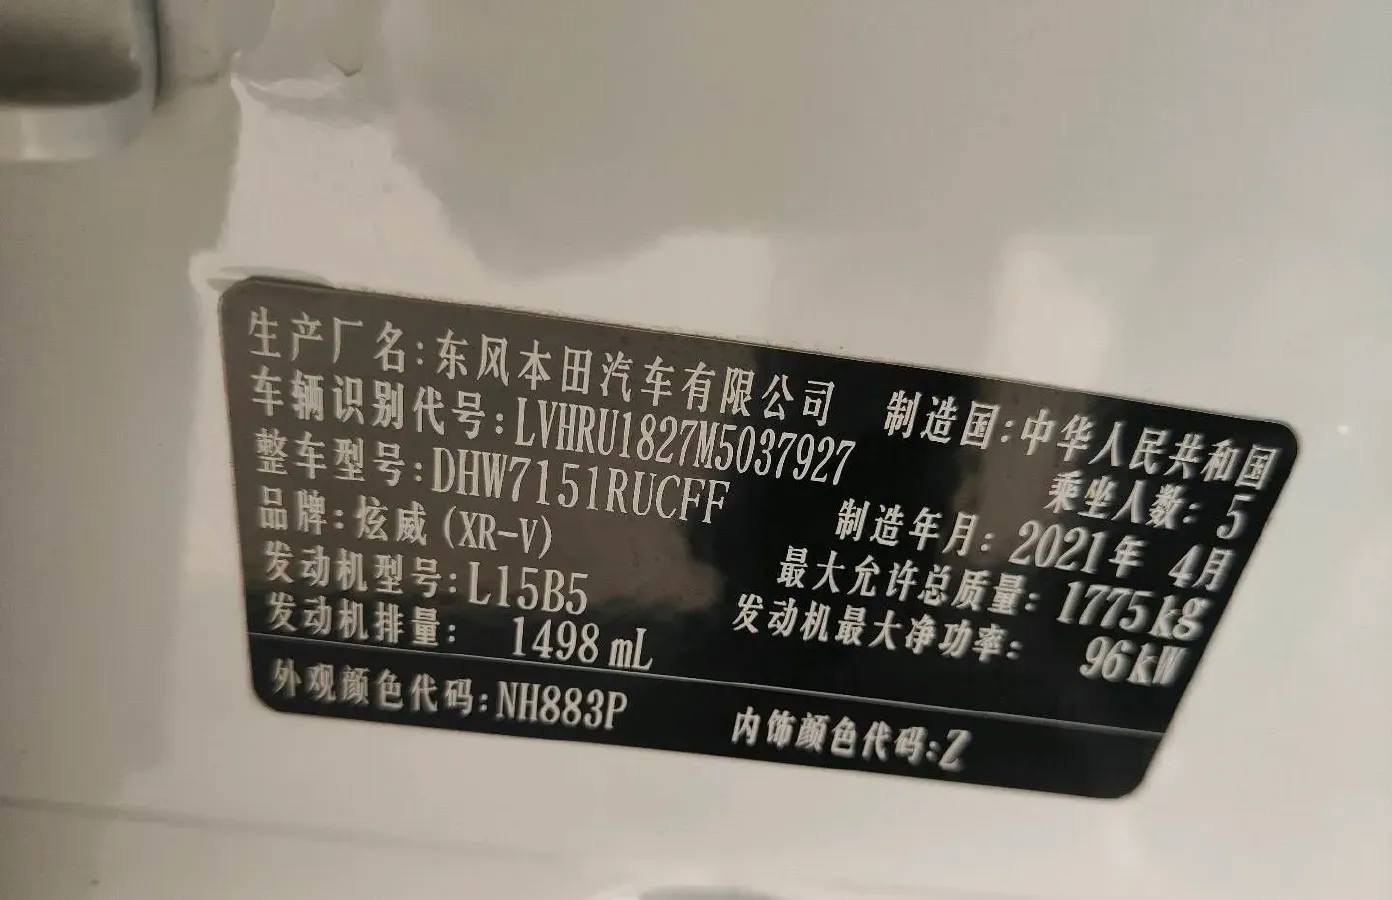 生产厂名:东风本田汽车有限公司 制造国:中华人民共和国
车辆识别代号:LVHRU1827M5037927 乘坐人数:5
整车型号:DHW7151RUCFF 制造年月:2021年 4月
品牌:炫威(XR-V) 最大允许总质量:1775kg
发动机型号:L15B5 发动机最大净功率: 96kW
发动机排量: 1498 mL
外观颜色代码:NH883P 内饰颜色代码:Z